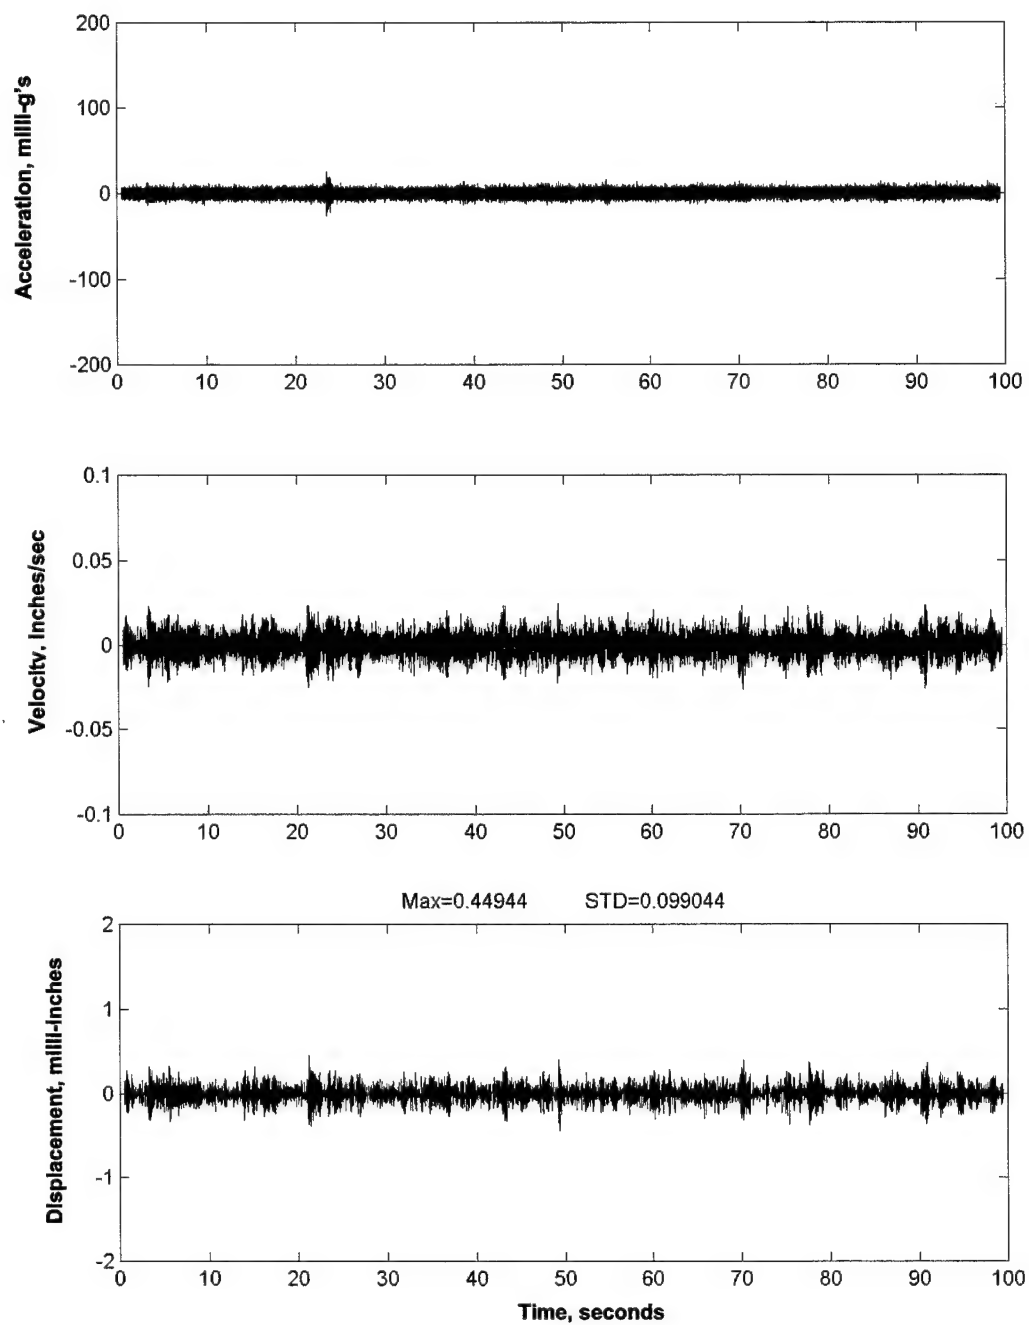 Acceleration, milli-g's
200
100
0
-100
-200
0 10 20 30 40 50 60 70 80 90 100
Velocity, Inches/sec
0.1
0.05
0
-0.05
-0.1
0 10 20 30 40 50 60 70 80 90 100
Max=0.44944 STD=0.099044
Displacement, milli-inches
2
1
0
-1
-2
0 10 20 30 40 50 60 70 80 90 100
Time, seconds